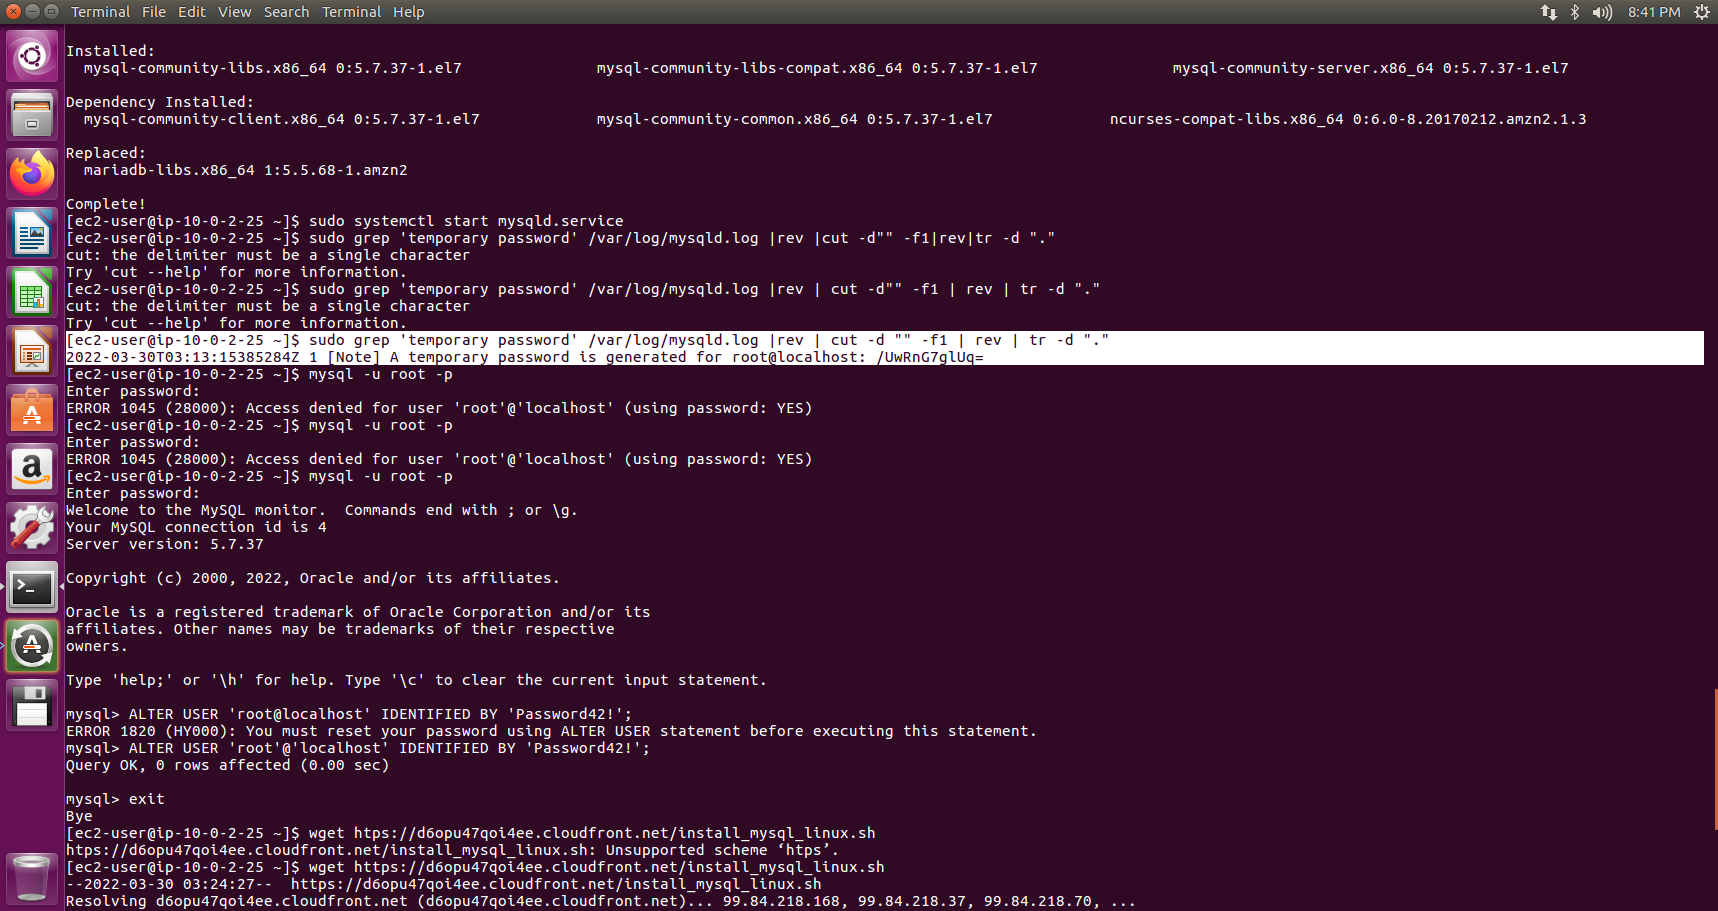 Terminal File Edit View Search Terminal Help 8:41 PM
Installed:
mysql-community-libs.x86_64 0:5.7.37-1.el7 mysql-community-libs-compat.x86_64 0:5.7.37-1.el7 mysql-community-server.x86_64 0:5.7.37-1.el7
Dependency Installed:
mysql-community-client.x86_64 0:5.7.37-1.el7 mysql-community-common.x86_64 0:5.7.37-1.el7 ncurses-compat-libs.x86_64 0:6.0-8.20170212.amzn2.1.3
Replaced:
mariadb-libs.x86_64 1:5.5.68-1.amzn2
Complete!
[ec2-user@ip-10-0-2-25 ~]$ sudo systemctl start mysqld.service
[ec2-user@ip-10-0-2-25 ~]$ sudo grep 'temporary password' /var/log/mysqld.log |rev |cut -d"" -f1|rev|tr -d "."
cut: the delimiter must be a single character
Try 'cut --help' for more information.
[ec2-user@ip-10-0-2-25 ~]$ sudo grep 'temporary password' /var/log/mysqld.log |rev | cut -d"" -f1 | rev | tr -d "."
cut: the delimiter must be a single character
Try 'cut --help' for more information.
[ec2-user@ip-10-0-2-25 ~]$ sudo grep 'temporary password' /var/log/mysqld.log |rev | cut -d "" -f1 | rev | tr -d "."
2022-03-30T03:13:15385284Z 1 [Note] A temporary password is generated for root@localhost: /UwRnG7glUq=
[ec2-user@ip-10-0-2-25 ~]$ mysql -u root -p
Enter password:
ERROR 1045 (28000): Access denied for user 'root'@'localhost' (using password: YES)
[ec2-user@ip-10-0-2-25 ~]$ mysql -u root -p
Enter password:
ERROR 1045 (28000): Access denied for user 'root'@'localhost' (using password: YES)
[ec2-user@ip-10-0-2-25 ~]$ mysql -u root -p
Enter password:
Welcome to the MySQL monitor.  Commands end with ; or \g.
Your MySQL connection id is 4
Server version: 5.7.37
Copyright (c) 2000, 2022, Oracle and/or its affiliates.
Oracle is a registered trademark of Oracle Corporation and/or its
affiliates. Other names may be trademarks of their respective
owners.
Type 'help;' or '\h' for help. Type '\c' to clear the current input statement.
mysql> ALTER USER 'root@localhost' IDENTIFIED BY 'Password42!';
ERROR 1820 (HY000): You must reset your password using ALTER USER statement before executing this statement.
mysql> ALTER USER 'root'@'localhost' IDENTIFIED BY 'Password42!';
Query OK, 0 rows affected (0.00 sec)
mysql> exit
Bye
[ec2-user@ip-10-0-2-25 ~]$ wget htps://d6opu47qoi4ee.cloudfront.net/install_mysql_linux.sh
htps://d6opu47qoi4ee.cloudfront.net/install_mysql_linux.sh: Unsupported scheme ‘htps’.
[ec2-user@ip-10-0-2-25 ~]$ wget https://d6opu47qoi4ee.cloudfront.net/install_mysql_linux.sh
--2022-03-30 03:24:27--  https://d6opu47qoi4ee.cloudfront.net/install_mysql_linux.sh
Resolving d6opu47qoi4ee.cloudfront.net (d6opu47qoi4ee.cloudfront.net)... 99.84.218.168, 99.84.218.37, 99.84.218.70, ...